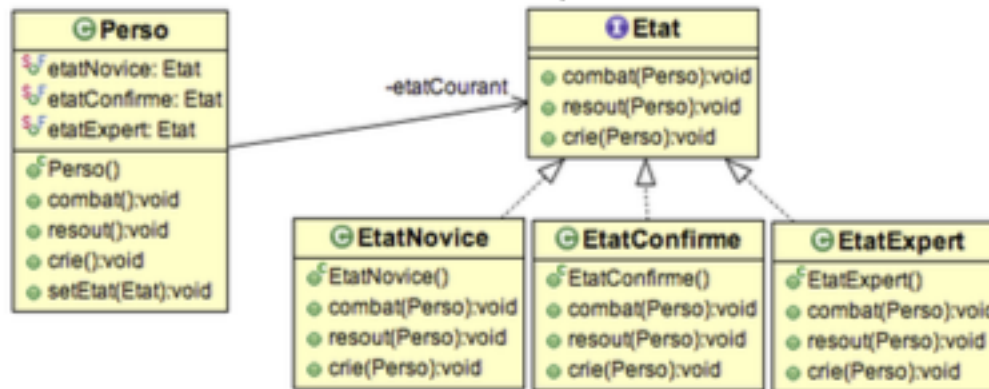 Perso
etatNovice: Etat
etatConfirme: Etat
etatExpert: Etat
Perso()
combat():void
resout():void
crie():void
setEtat(Etat):void
-etatCourant
Etat
combat(Perso):void
resout(Perso):void
crie(Perso):void
EtatNovice
EtatNovice()
combat(Perso):void
resout(Perso):void
crie(Perso):void
EtatConfirme
EtatConfirme()
combat(Perso):void
resout(Perso):void
crie(Perso):void
EtatExpert
EtatExpert()
combat(Perso):void
resout(Perso):void
crie(Perso):void